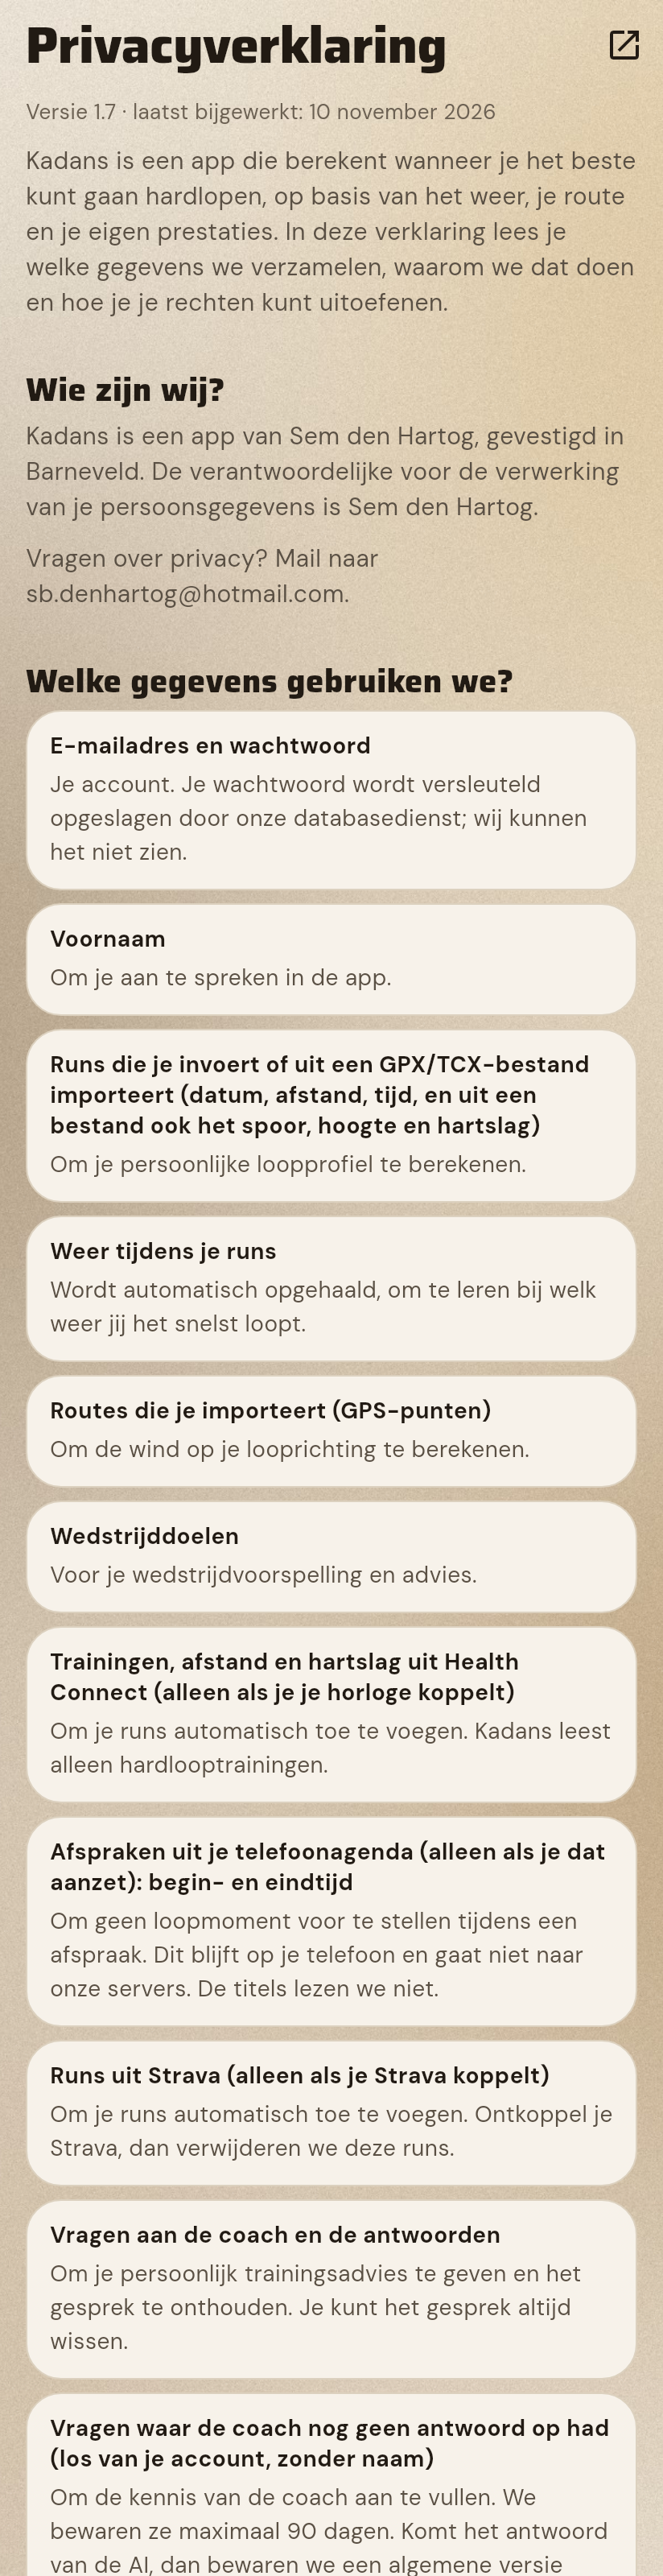 Privacyverklaring
Versie 1.7 · laatst bijgewerkt: 10 november 2026
Kadans is een app die berekent wanneer je het beste
kunt gaan hardlopen, op basis van het weer, je route
en je eigen prestaties. In deze verklaring lees je
welke gegevens we verzamelen, waarom we dat doen
en hoe je je rechten kunt uitoefenen.
Wie zijn wij?
Kadans is een app van Sem den Hartog, gevestigd in
Barneveld. De verantwoordelijke voor de verwerking
van je persoonsgegevens is Sem den Hartog.
Vragen over privacy? Mail naar
sb.denhartog@hotmail.com.
Welke gegevens gebruiken we?
E-mailadres en wachtwoord
Je account. Je wachtwoord wordt versleuteld
opgeslagen door onze databasedienst; wij kunnen
het niet zien.
Voornaam
Om je aan te spreken in de app.
Runs die je invoert of uit een GPX/TCX-bestand
importeert (datum, afstand, tijd, en uit een
bestand ook het spoor, hoogte en hartslag)
Om je persoonlijke loopprofiel te berekenen.
Weer tijdens je runs
Wordt automatisch opgehaald, om te leren bij welk
weer jij het snelst loopt.
Routes die je importeert (GPS-punten)
Om de wind op je looprichting te berekenen.
Wedstrijddoelen
Voor je wedstrijdvoorspelling en advies.
Trainingen, afstand en hartslag uit Health
Connect (alleen als je je horloge koppelt)
Om je runs automatisch toe te voegen. Kadans leest
alleen hardlooptrainingen.
Afspraken uit je telefoonagenda (alleen als je dat
aanzet): begin- en eindtijd
Om geen loopmoment voor te stellen tijdens een
afspraak. Dit blijft op je telefoon en gaat niet naar
onze servers. De titels lezen we niet.
Runs uit Strava (alleen als je Strava koppelt)
Om je runs automatisch toe te voegen. Ontkoppel je
Strava, dan verwijderen we deze runs.
Vragen aan de coach en de antwoorden
Om je persoonlijk trainingsadvies te geven en het
gesprek te onthouden. Je kunt het gesprek altijd
wissen.
Vragen waar de coach nog geen antwoord op had
(los van je account, zonder naam)
Om de kennis van de coach aan te vullen. We
bewaren ze maximaal 90 dagen. Komt het antwoord
van de AI, dan bewaren we een algemene versie